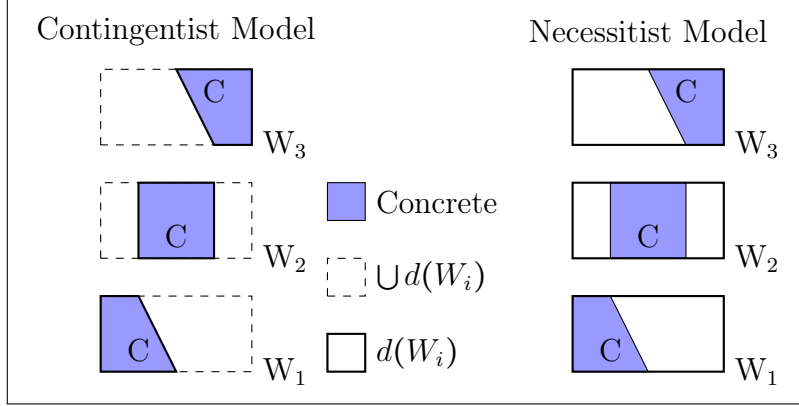 Contingentist Model
C
W₃
C
W₂
C
W₁
Concrete
⋃ d(Wᵢ)
d(Wᵢ)
Necessitist Model
C
W₃
C
W₂
C
W₁